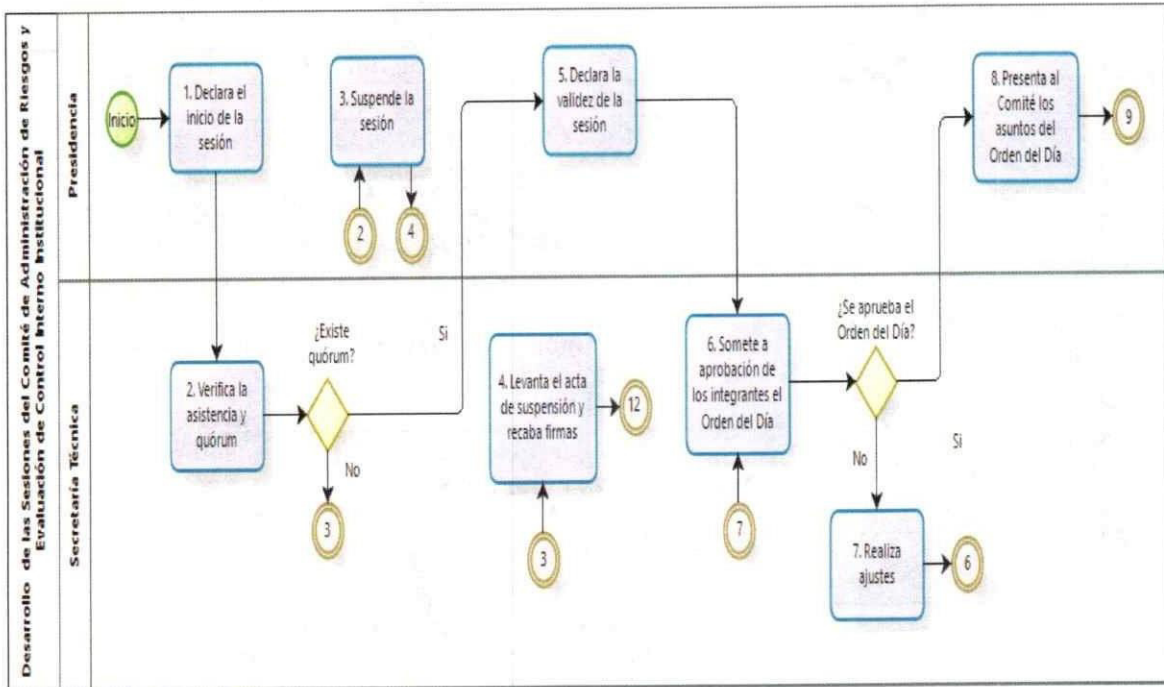 Desarrollo de las Sesiones del Comité de Administración de Riesgos y
Evaluación de Control Interno Institucional
Presidencia
Inicio
1. Declara el
inicio de la
sesión
3. Suspende la
sesión
2
4
5. Declara la
validez de la
sesión
8. Presenta al
Comité los
asuntos del
Orden del Día
9
Secretaría Técnica
2. Verifica la
asistencia y
quórum
¿Existe
quórum?
Si
No
3
4. Levanta el acta
de suspensión y
recaba firmas
12
3
6. Somete a
aprobación de
los integrantes el
Orden del Día
7
¿Se aprueba el
Orden del Día?
Si
No
7. Realiza
ajustes
6